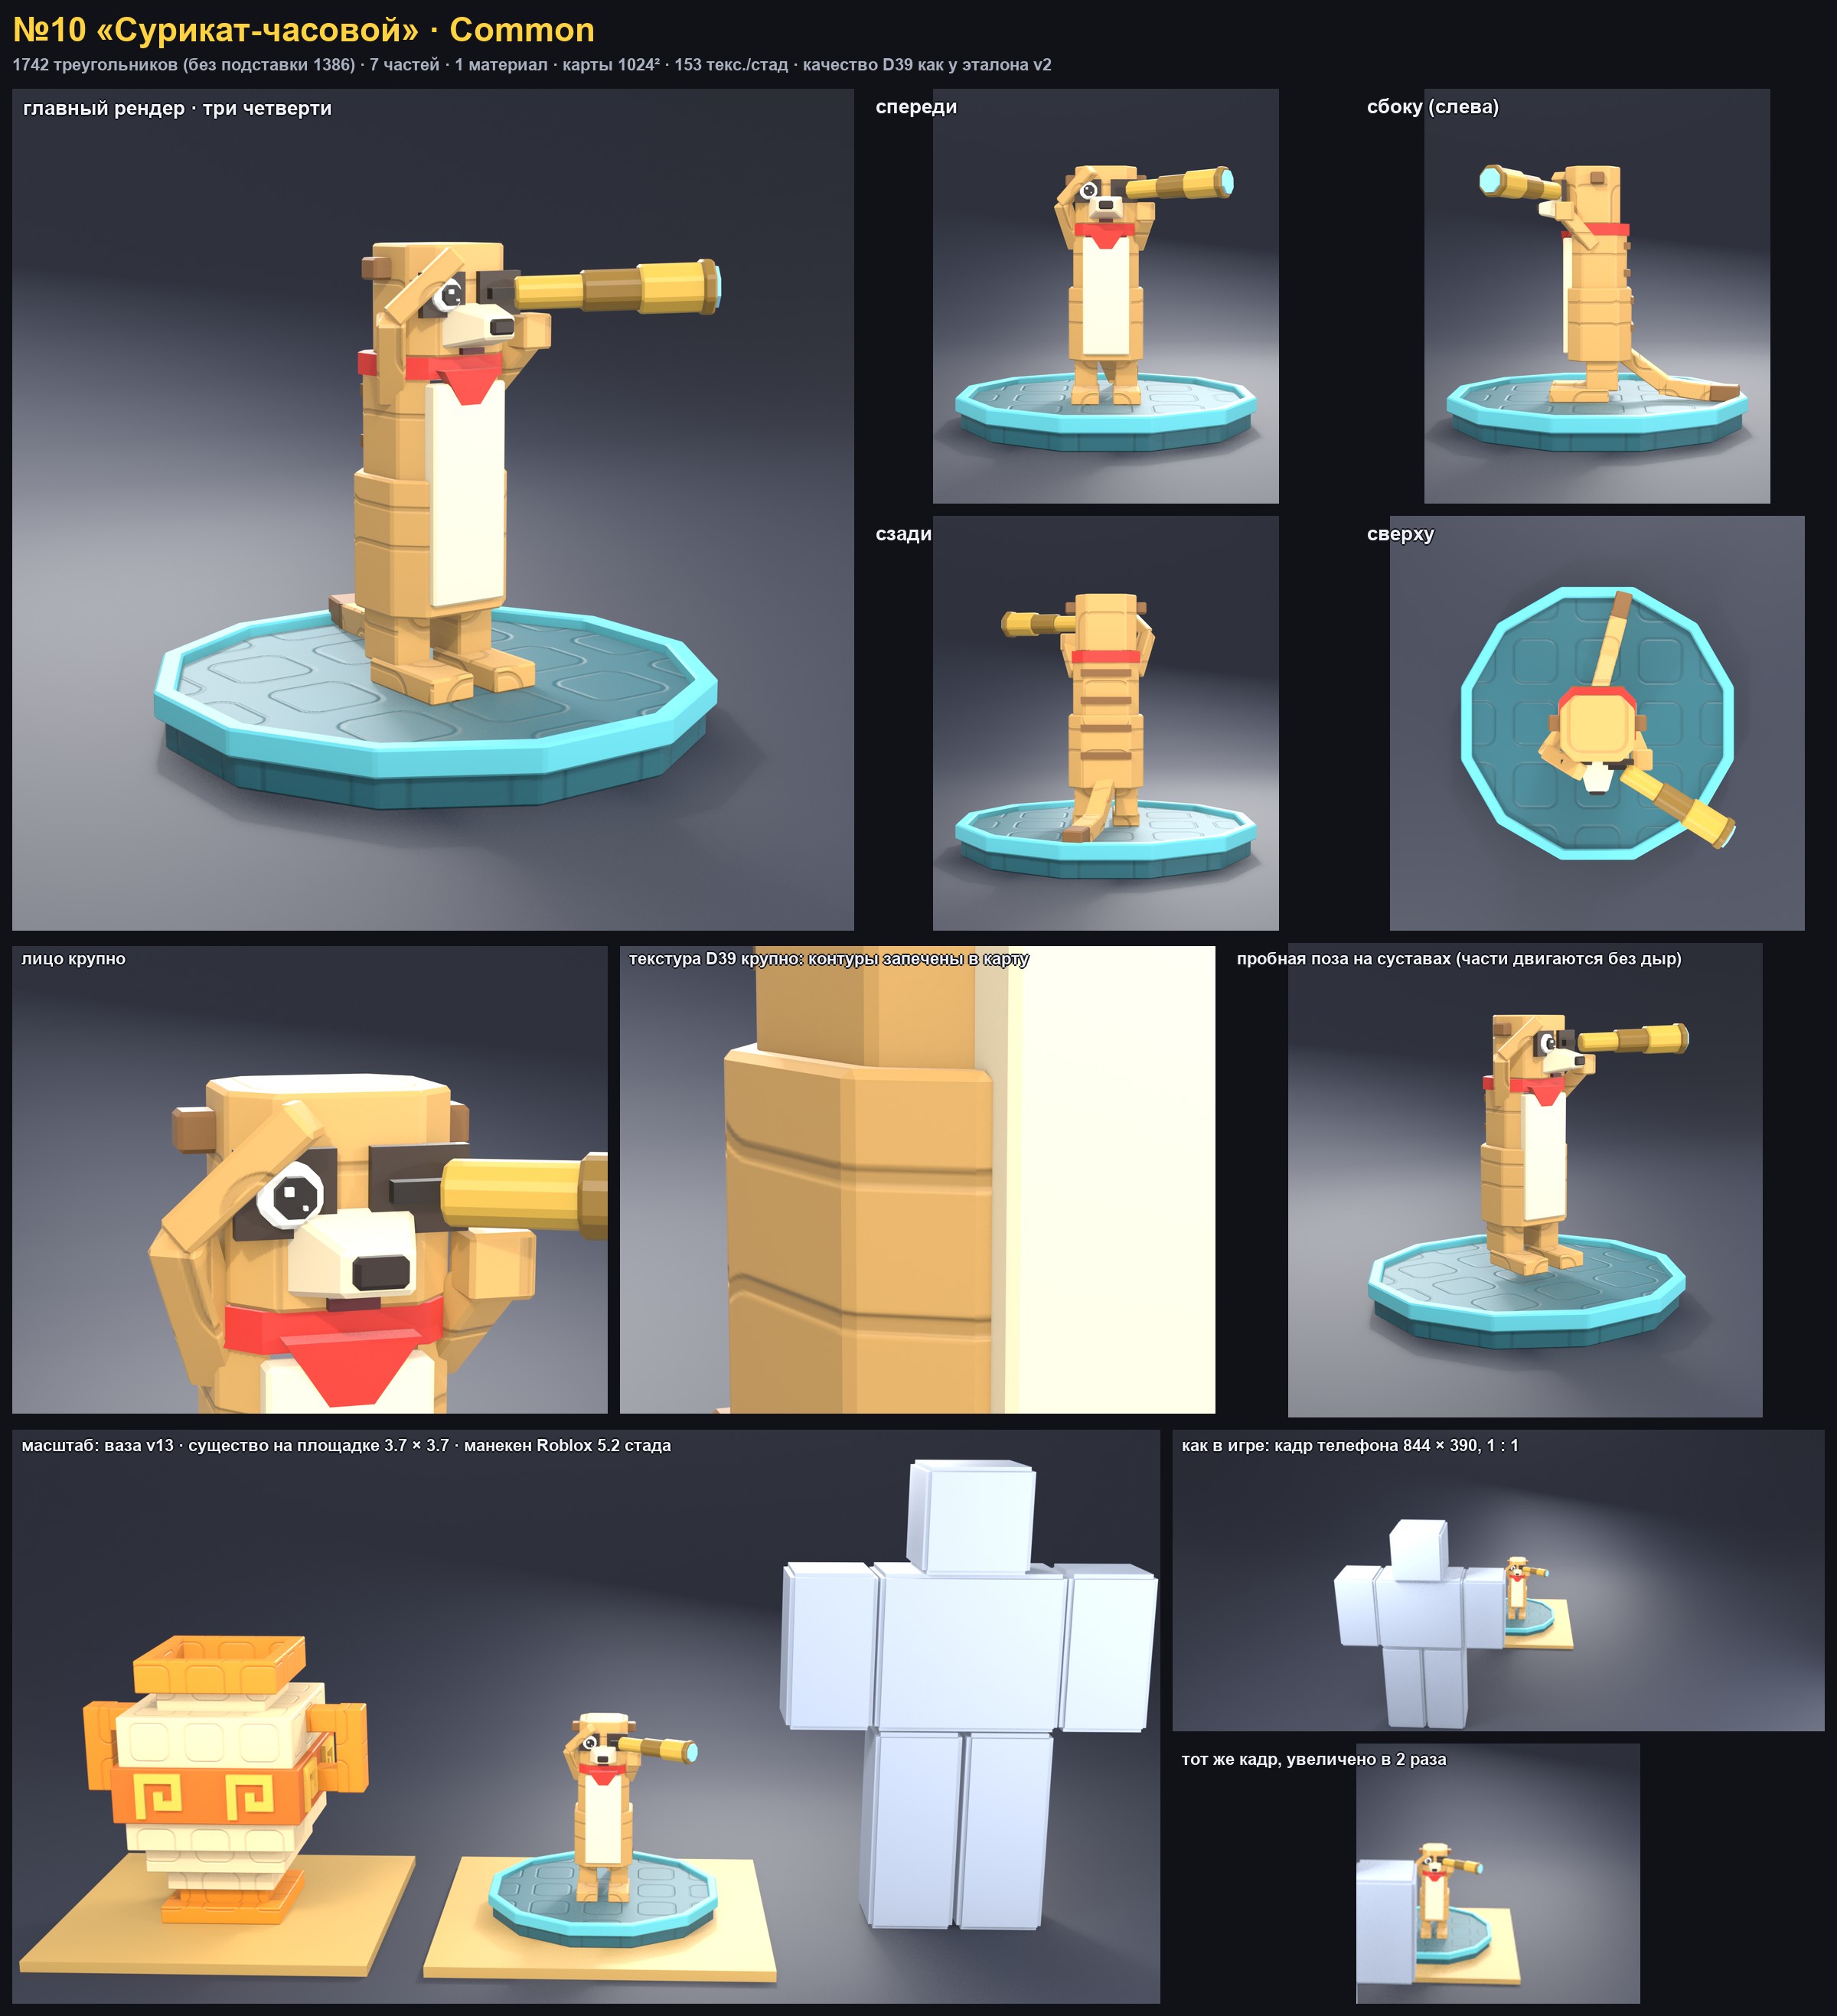 №10 «Сурикат-часовой» · Common
1742 треугольников (без подставки 1386) · 7 частей · 1 материал · карты 1024² · 153 текс./стад · качество D39 как у эталона v2
главный рендер · три четверти
спереди
сбоку (слева)
сзади
сверху
лицо крупно
текстура D39 крупно: контуры запечены в карту
пробная поза на суставах (части двигаются без дыр)
масштаб: ваза v13 · существо на площадке 3.7 × 3.7 · манекен Roblox 5.2 стада
как в игре: кадр телефона 844 × 390, 1 : 1
тот же кадр, увеличено в 2 раза